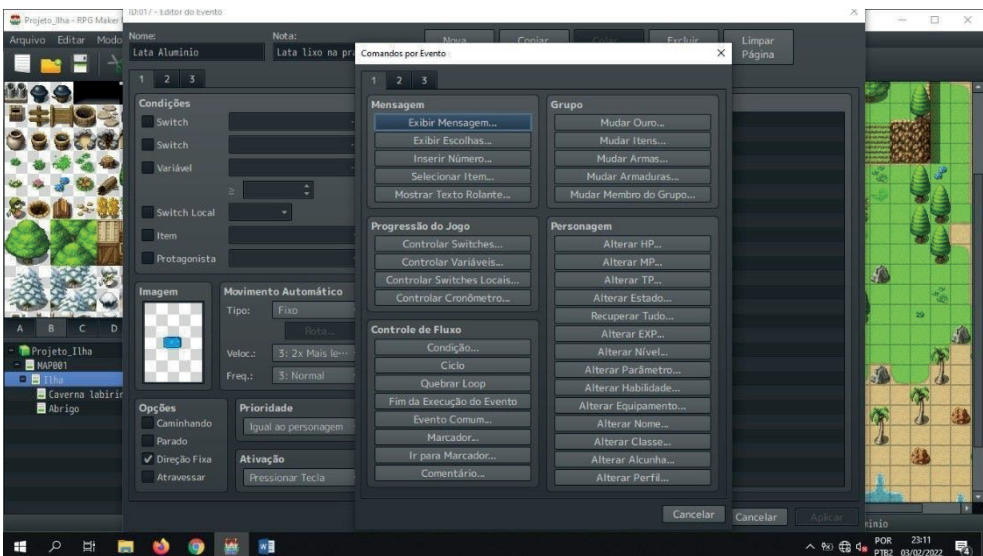 Projeto_Ilha - RPG Maker
ID:017 - Editor do Evento
Arquivo Editar Modo
Nome:
Nota:
Lata Aluminio
Lata lixo na pra
Nova
Copiar
Colar
Excluir
Limpar
Página
1 2 3
Condições
Switch
Switch
Variável
≥
Switch Local
Item
Protagonista
Imagem
Movimento Automático
Tipo:
Fixo
Rota...
Veloc.:
3: 2x Mais le...
Freq.:
3: Normal
Opções
Caminhando
Parado
Direção Fixa
Atravessar
Prioridade
Igual ao personagem
Ativação
Pressionar Tecla
Comandos por Evento
1 2 3
Mensagem
Exibir Mensagem...
Exibir Escolhas...
Inserir Número...
Selecionar Item...
Mostrar Texto Rolante...
Progressão do Jogo
Controlar Switches...
Controlar Variáveis...
Controlar Switches Locais...
Controlar Cronômetro...
Controle de Fluxo
Condição...
Ciclo
Quebrar Loop
Fim da Execução do Evento
Evento Comum...
Marcador...
Ir para Marcador...
Comentário...
Grupo
Mudar Ouro...
Mudar Itens...
Mudar Armas...
Mudar Armaduras...
Mudar Membro do Grupo...
Personagem
Alterar HP...
Alterar MP...
Alterar TP...
Alterar Estado...
Recuperar Tudo...
Alterar EXP...
Alterar Nível...
Alterar Parâmetro...
Alterar Habilidade...
Alterar Equipamento...
Alterar Nome...
Alterar Classe...
Alterar Alcunha...
Alterar Perfil...
Cancelar
Cancelar
Aplicar
A B C D
Projeto_Ilha
MAP001
Ilha
Caverna labirin
Abrigo
29
inio
POR
PTB2
23:11
03/02/2022